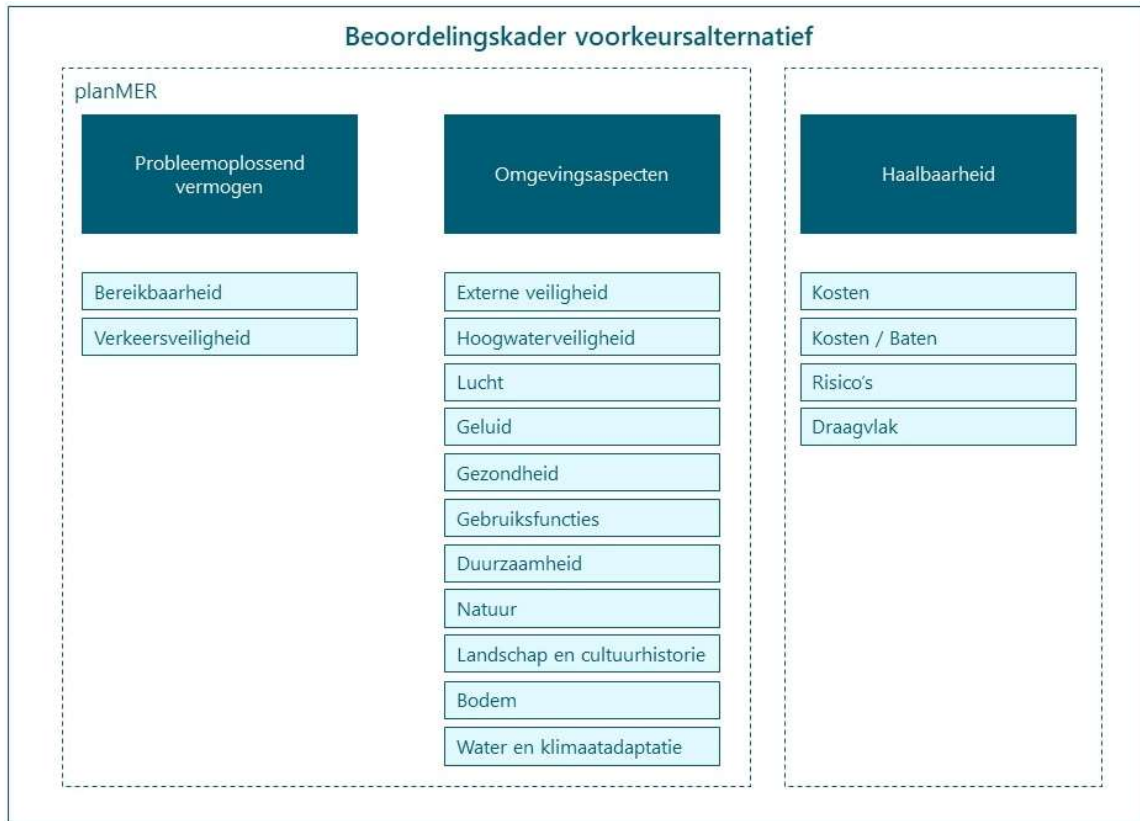 Beoordelingskader voorkeursalternatief
planMER
Probleemoplossend
vermogen
Bereikbaarheid
Verkeersveiligheid
Omgevingsaspecten
Externe veiligheid
Hoogwaterveiligheid
Lucht
Geluid
Gezondheid
Gebruiksfuncties
Duurzaamheid
Natuur
Landschap en cultuurhistorie
Bodem
Water en klimaatadaptatie
Haalbaarheid
Kosten
Kosten / Baten
Risico's
Draagvlak